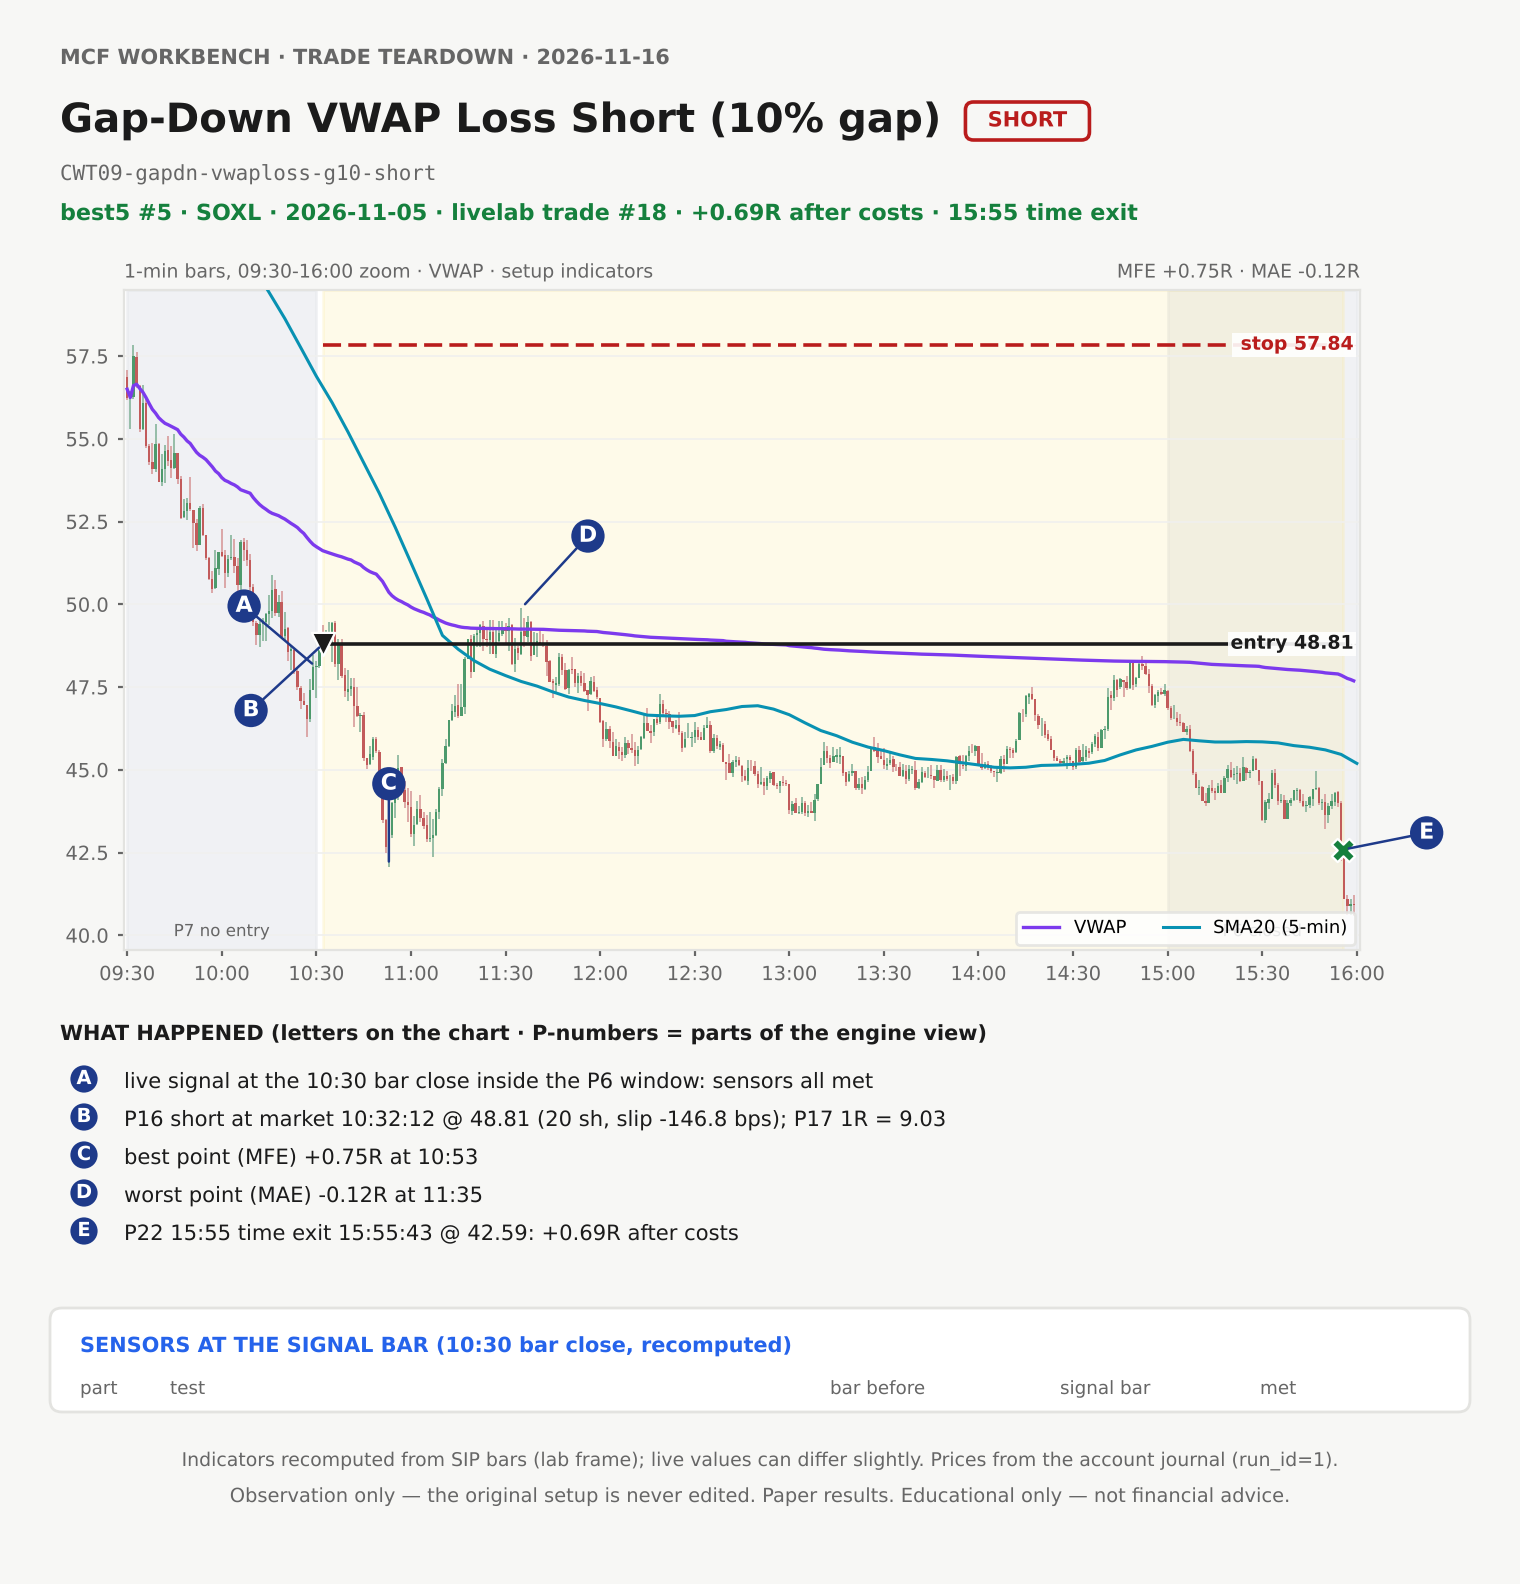 MCF WORKBENCH · TRADE TEARDOWN · 2026-11-16
Gap-Down VWAP Loss Short (10% gap) SHORT
CWT09-gapdn-vwaploss-g10-short
best5 #5 · SOXL · 2026-11-05 · livelab trade #18 · +0.69R after costs · 15:55 time exit
1-min bars, 09:30-16:00 zoom · VWAP · setup indicators MFE +0.75R · MAE -0.12R
57.5
55.0
52.5
50.0
47.5
45.0
42.5
40.0
stop 57.84
D
A
entry 48.81
B
C
E
P7 no entry
VWAP SMA20 (5-min)
09:30 10:00 10:30 11:00 11:30 12:00 12:30 13:00 13:30 14:00 14:30 15:00 15:30 16:00
WHAT HAPPENED (letters on the chart · P-numbers = parts of the engine view)
A live signal at the 10:30 bar close inside the P6 window: sensors all met
B P16 short at market 10:32:12 @ 48.81 (20 sh, slip -146.8 bps); P17 1R = 9.03
C best point (MFE) +0.75R at 10:53
D worst point (MAE) -0.12R at 11:35
E P22 15:55 time exit 15:55:43 @ 42.59: +0.69R after costs
SENSORS AT THE SIGNAL BAR (10:30 bar close, recomputed)
part test bar before signal bar met
Indicators recomputed from SIP bars (lab frame); live values can differ slightly. Prices from the account journal (run_id=1).
Observation only — the original setup is never edited. Paper results. Educational only — not financial advice.